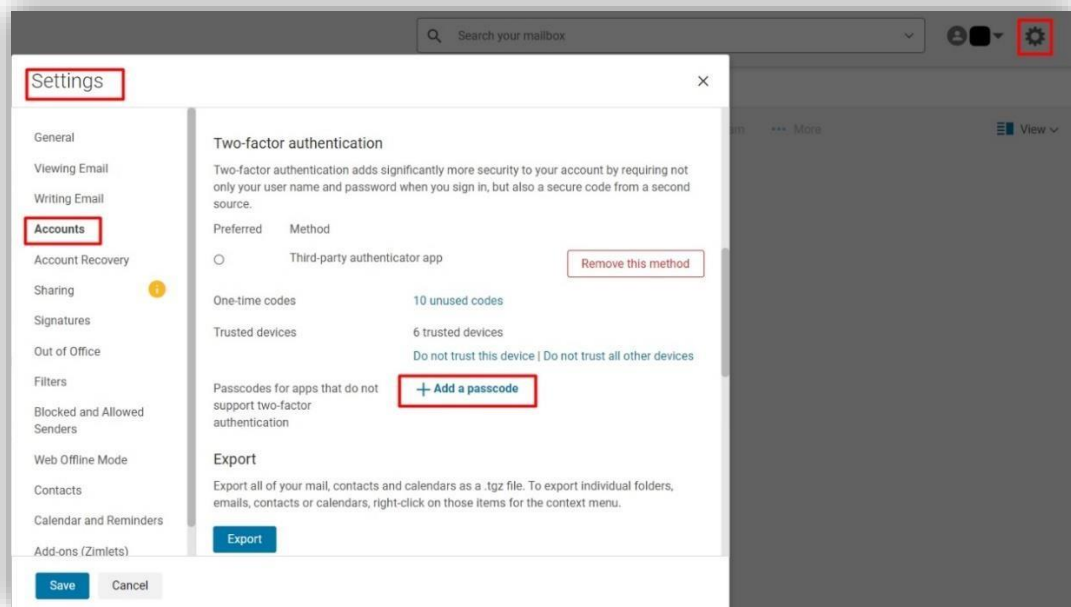 Search your mailbox
Settings
General
Viewing Email
Writing Email
Accounts
Account Recovery
Sharing
Signatures
Out of Office
Filters
Blocked and Allowed
Senders
Web Offline Mode
Contacts
Calendar and Reminders
Add-ons (Zimlets)
Two-factor authentication
Two-factor authentication adds significantly more security to your account by requiring not
only your user name and password when you sign in, but also a secure code from a second
source.
Preferred Method
Third-party authenticator app
Remove this method
One-time codes 10 unused codes
Trusted devices 6 trusted devices
Do not trust this device | Do not trust all other devices
Passcodes for apps that do not
support two-factor
authentication
+ Add a passcode
Export
Export all of your mail, contacts and calendars as a .tgz file. To export individual folders,
emails, contacts or calendars, right-click on those items for the context menu.
Export
Save Cancel
••• More
View